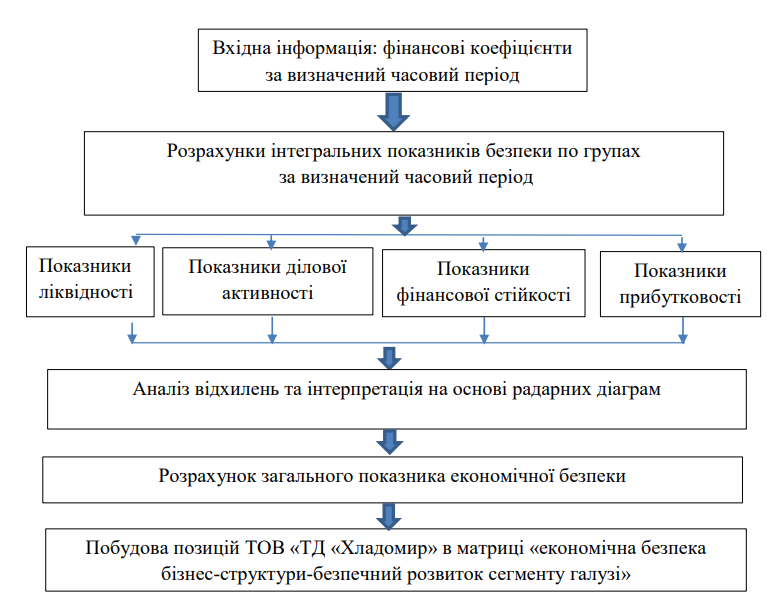 Вхідна інформація: фінансові коефіцієнти
за визначений часовий період
Розрахунки інтегральних показників безпеки по групах
за визначений часовий період
Показники
ліквідності
Показники ділової
активності
Показники
фінансової стійкості
Показники
прибутковості
Аналіз відхилень та інтерпретація на основі радарних діаграм
Розрахунок загального показника економічної безпеки
Побудова позицій ТОВ «ТД «Хладомир» в матриці «економічна безпека
бізнес-структури-безпечний розвиток сегменту галузі»